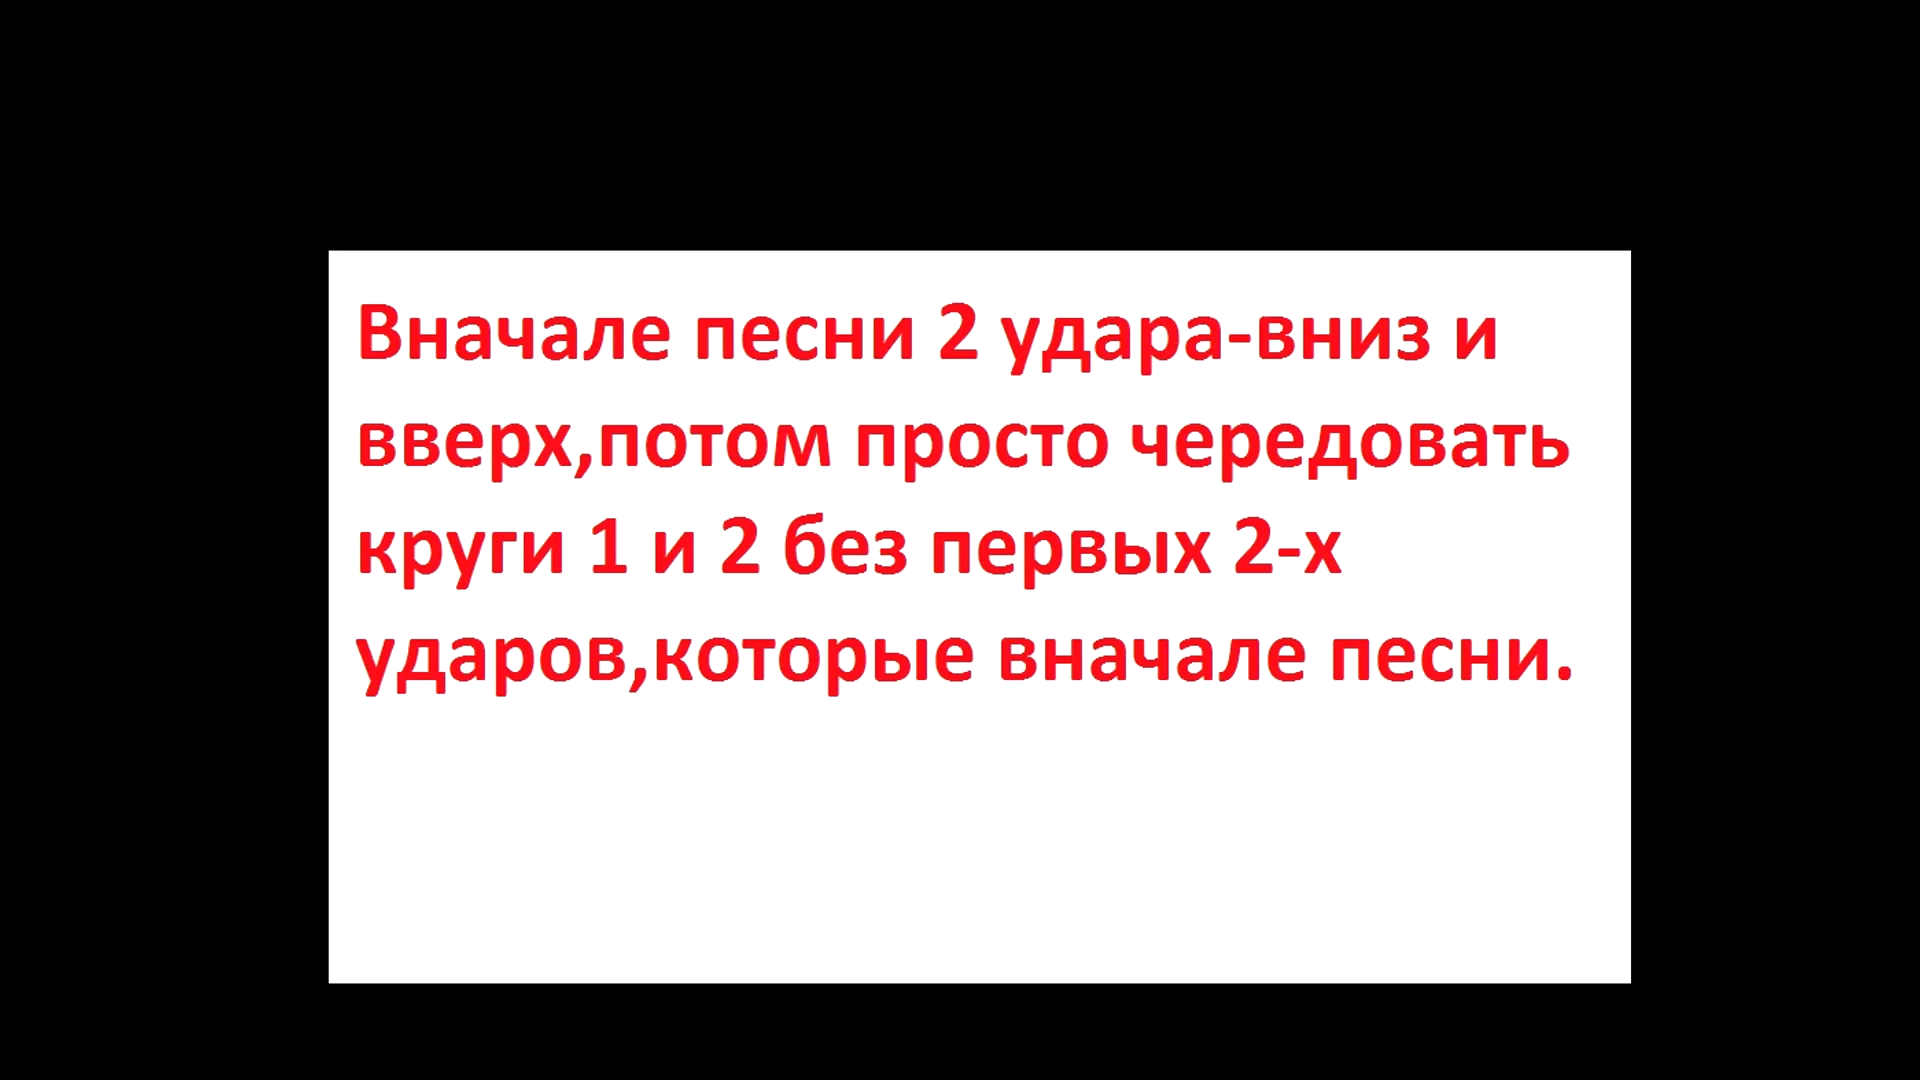 Вначале песни 2 удара-вниз и
вверх,потом просто чередовать
круги 1 и 2 без первых 2-х
ударов,которые вначале песни.